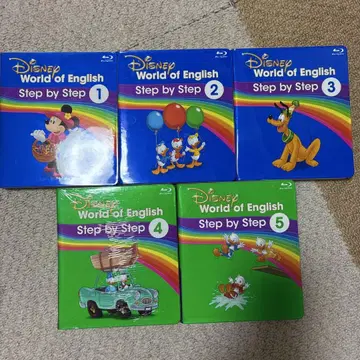 Disney
World of English
Step by Step 1
Disney
World of English
Step by Step 2
Disney
World of English
Step by Step 3
Disney
World of English
Step by Step 4
Disney
World of English
Step by Step 5